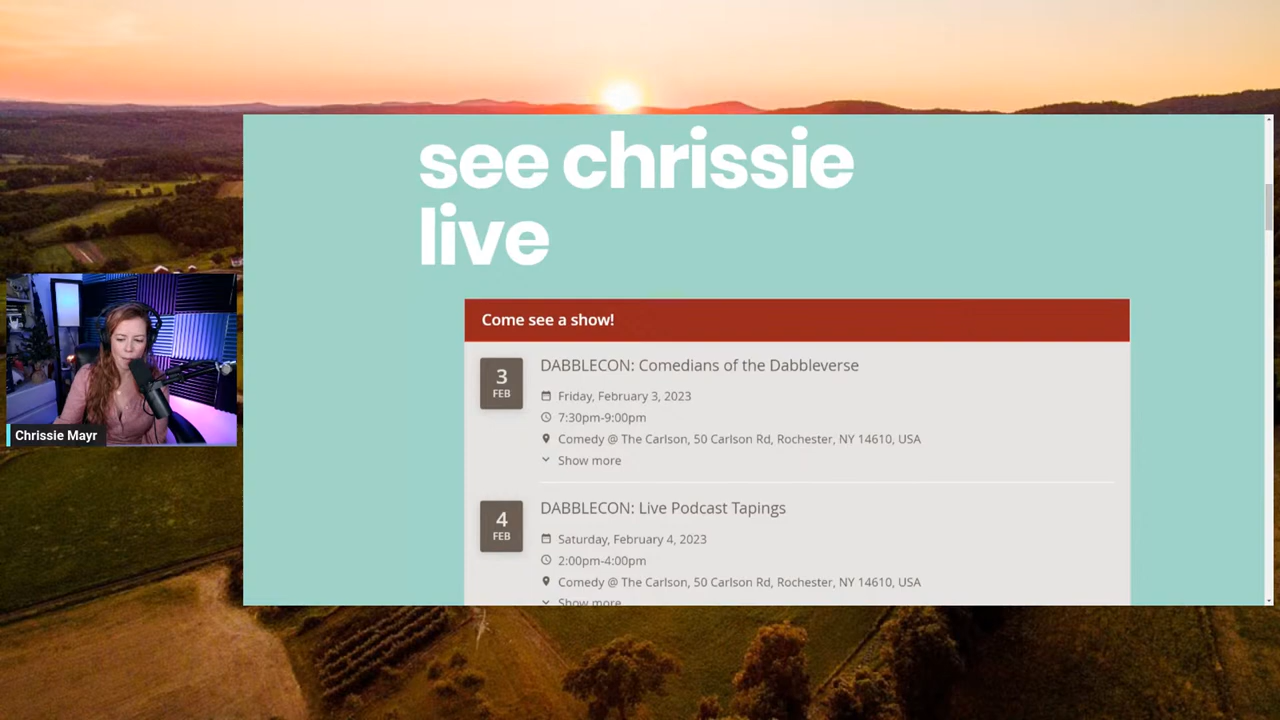 see chrissie
live
Come see a show!
3
FEB
DABBLECON: Comedians of the Dabbleverse
Friday, February 3, 2023
7:30pm-9:00pm
Comedy @ The Carlson, 50 Carlson Rd, Rochester, NY 14610, USA
Show more
4
FEB
DABBLECON: Live Podcast Tapings
Saturday, February 4, 2023
2:00pm-4:00pm
Comedy @ The Carlson, 50 Carlson Rd, Rochester, NY 14610, USA
Show more
Chrissie Mayr